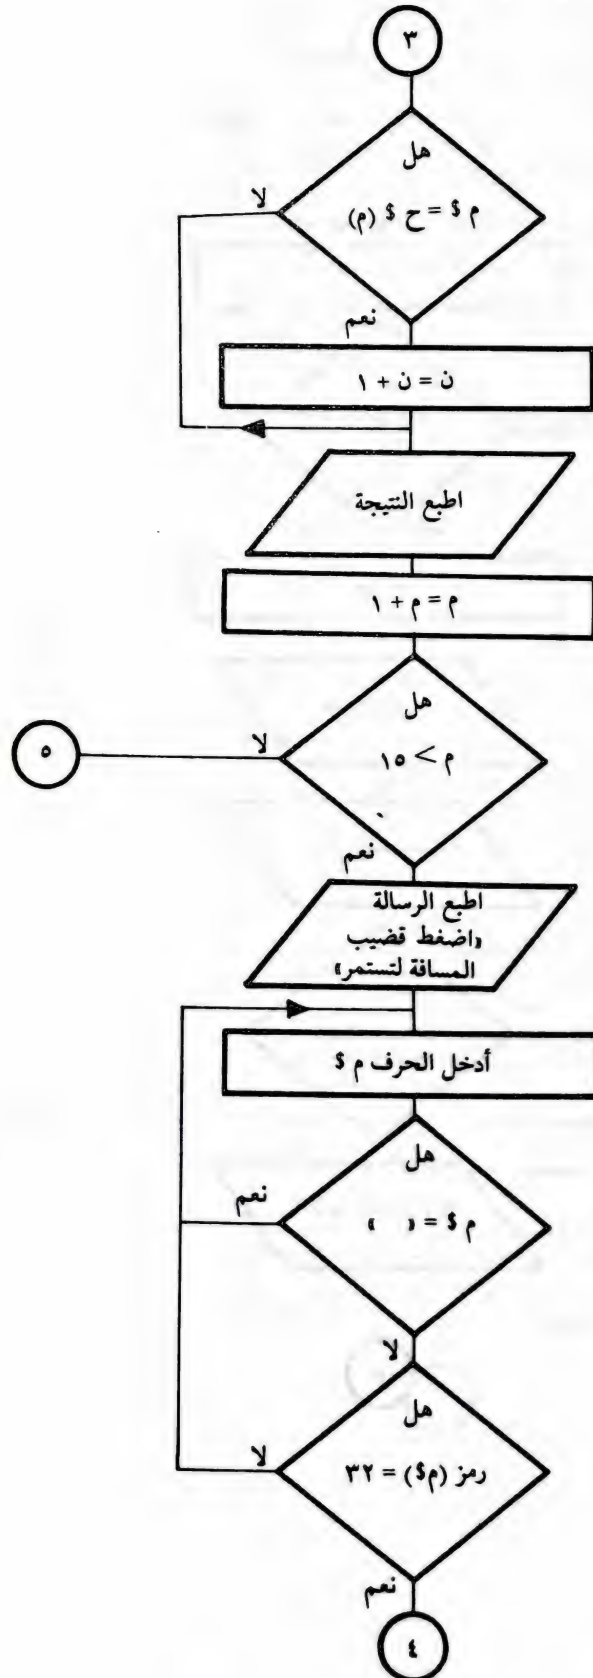 ٣
هل
م $ = ح $ (م)
لا
نعم
ن = ن + ١
اطبع النتيجة
م = م + ١
هل
م > ١٥
لا
٥
نعم
اطبع الرسالة
«اضغط قضيب
المسافة لتستمر»
أدخل الحرف م $
هل
م $ = « »
نعم
لا
هل
رمز (م$) = ٣٢
لا
نعم
٤